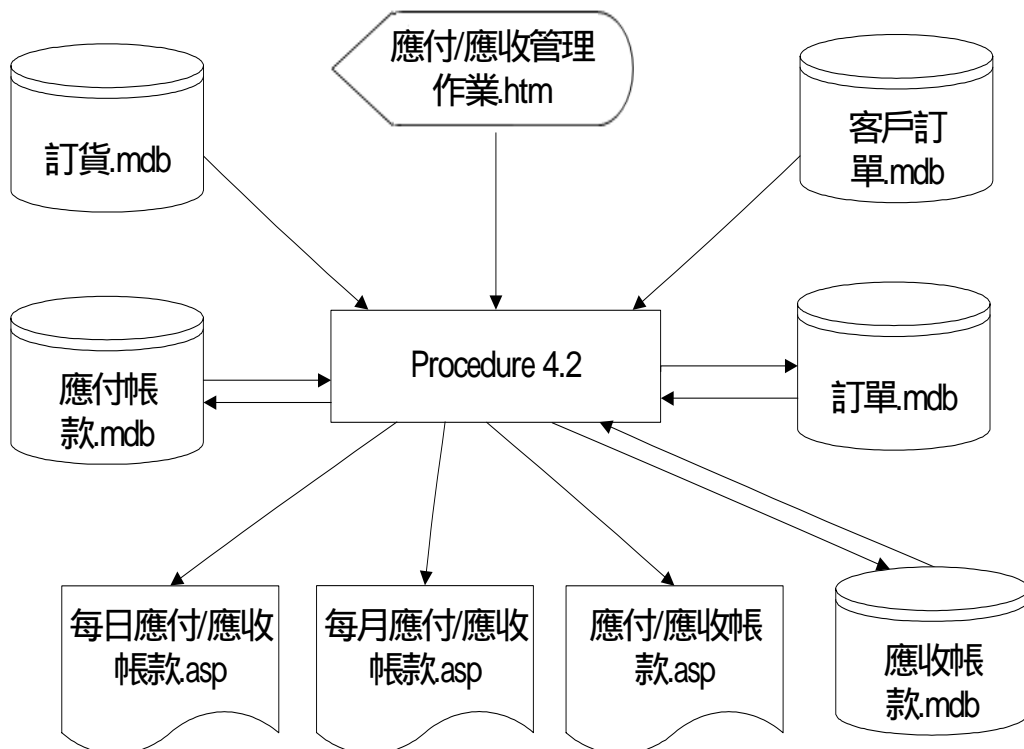 應付/應收管理
作業.htm
訂貨.mdb
客戶訂
單.mdb
應付帳
款.mdb
Procedure 4.2
訂單.mdb
每日應付/應收
帳款.asp
每月應付/應收
帳款.asp
應付/應收帳
款.asp
應收帳
款.mdb